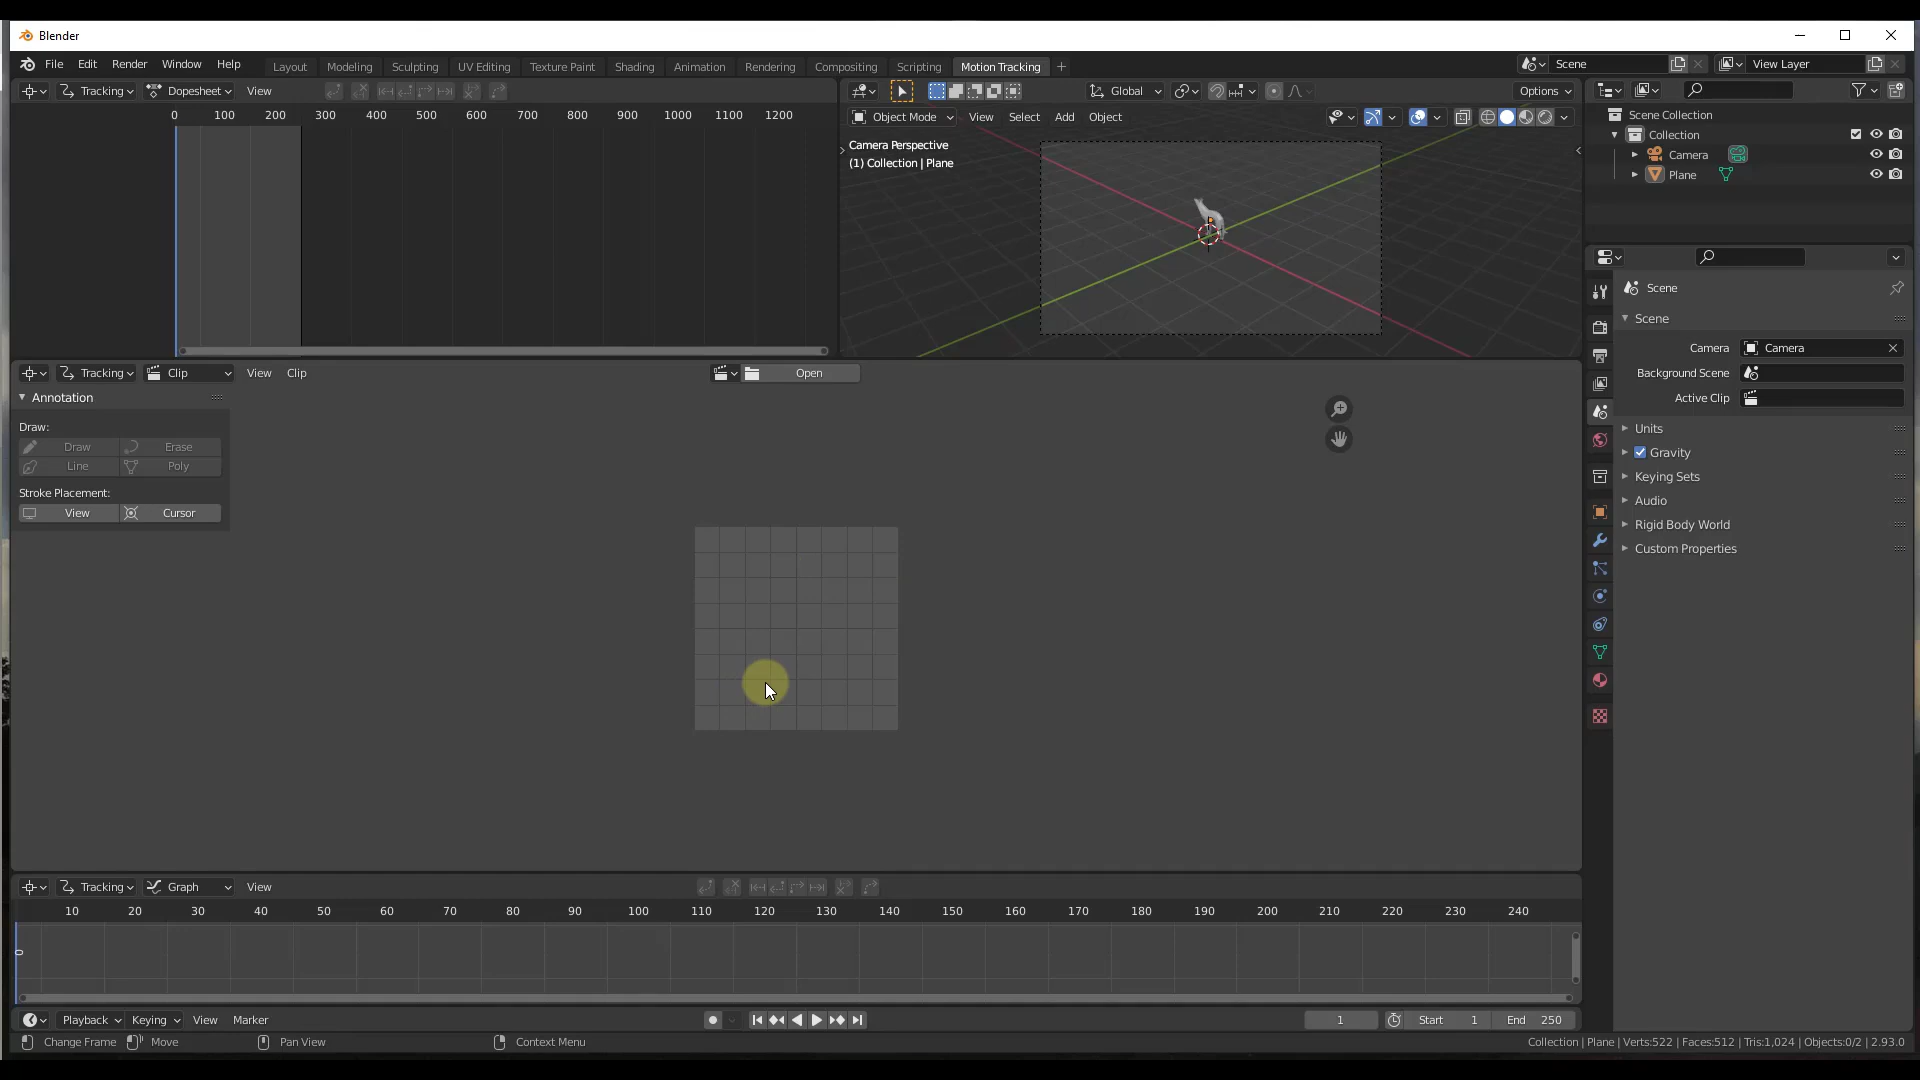 Blender
File Edit Render Window Help Layout Modeling Sculpting UV Editing Texture Paint Shading Animation Rendering Compositing Scripting Motion Tracking + Scene View Layer
Tracking Dopesheet View
0 100 200 300 400 500 600 700 800 900 1000 1100 1200
Global Options
Object Mode View Select Add Object
Camera Perspective
(1) Collection | Plane
Scene Collection
Collection
Camera
Plane
Scene
Scene
Camera Camera
Background Scene
Active Clip
Units
Gravity
Keying Sets
Audio
Rigid Body World
Custom Properties
Tracking Clip View Clip Open
Annotation
Draw:
Draw Erase
Line Poly
Stroke Placement:
View Cursor
Tracking Graph View
10 20 30 40 50 60 70 80 90 100 110 120 130 140 150 160 170 180 190 200 210 220 230 240
0
Playback Keying View Marker 1 Start 1 End 250
Change Frame Move Pan View Context Menu Collection | Plane | Verts:522 | Faces:512 | Tris:1,024 | Objects:0/2 | 2.93.0